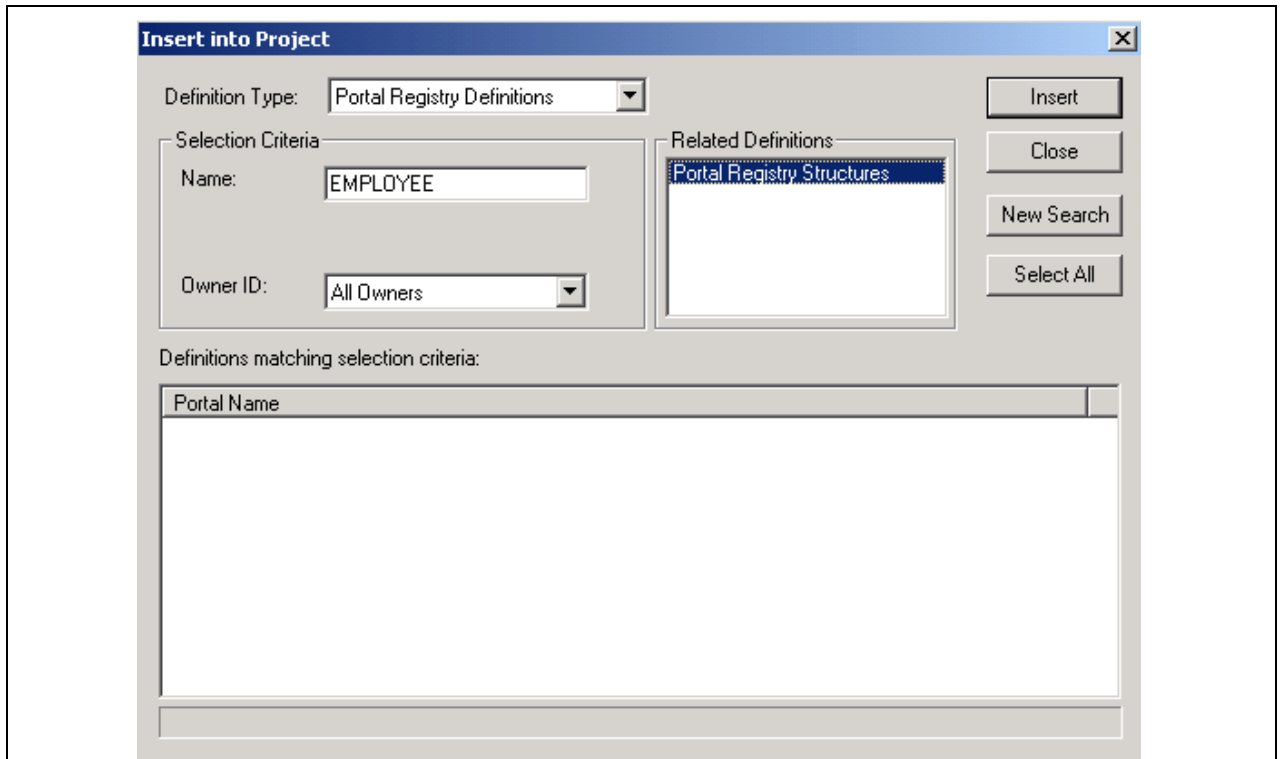 Insert into Project
Definition Type: Portal Registry Definitions
Insert
Selection Criteria
Related Definitions
Close
Name: EMPLOYEE
Portal Registry Structures
New Search
Owner ID: All Owners
Select All
Definitions matching selection criteria:
Portal Name